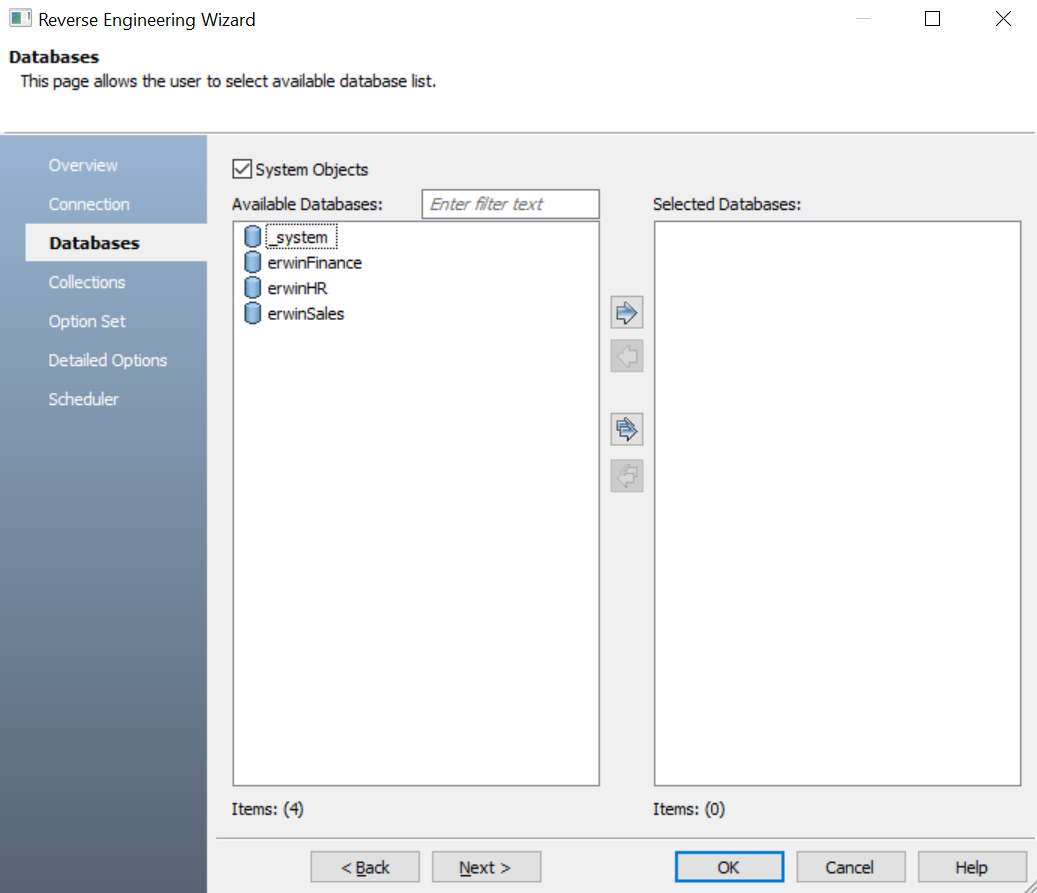 Reverse Engineering Wizard
Databases
This page allows the user to select available database list.
Overview
Connection
Databases
Collections
Option Set
Detailed Options
Scheduler
System Objects
Available Databases:
Enter filter text
_system
erwinFinance
erwinHR
erwinSales
Items: (4)
Selected Databases:
Items: (0)
< Back
Next >
OK
Cancel
Help